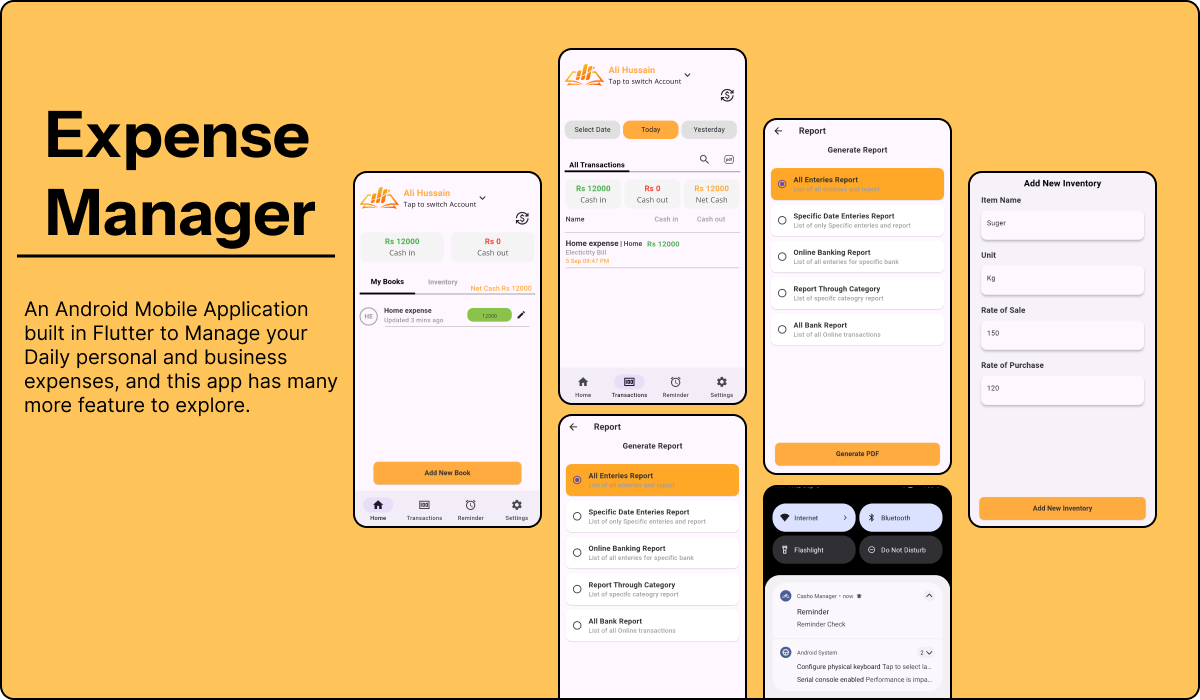 Expense
Manager
An Android Mobile Application
built in Flutter to Manage your
Daily personal and business
expenses, and this app has many
more feature to explore.
Ali Hussain
Tap to switch Account
Rs 12000
Cash in
Rs 0
Cash out
My Books
Inventory
Net Cash Rs 12000
HE
Home expense
Updated 3 mins ago
12000
Add New Book
Home
Transactions
Reminder
Settings
Ali Hussain
Tap to switch Account
Select Date
Today
Yesterday
All Transactions
pdf
Rs 12000
Cash in
Rs 0
Cash out
Rs 12000
Net Cash
Name
Cash in
Cash out
Home expense | Home
Rs 12000
Electictity Bill
5 Sep 09:47 PM
Home
Transactions
Reminder
Settings
Report
Generate Report
All Enteries Report
List of all enteries and report
Specific Date Enteries Report
List of only Specific enteries and report
Online Banking Report
List of all enteries for specific bank
Report Through Category
List of specifc cateogry report
All Bank Report
List of all Online transactions
Report
Generate Report
All Enteries Report
List of all enteries and report
Specific Date Enteries Report
List of only Specific enteries and report
Online Banking Report
List of all enteries for specific bank
Report Through Category
List of specifc cateogry report
All Bank Report
List of all Online transactions
Generate PDF
Internet
Bluetooth
Flashlight
Do Not Disturb
Casho Manager • now
Reminder
Reminder Check
Android System
2
Configure physical keyboard Tap to select la...
Serial console enabled Performance is impa...
Add New Inventory
Item Name
Suger
Unit
Kg
Rate of Sale
150
Rate of Purchase
120
Add New Inventory